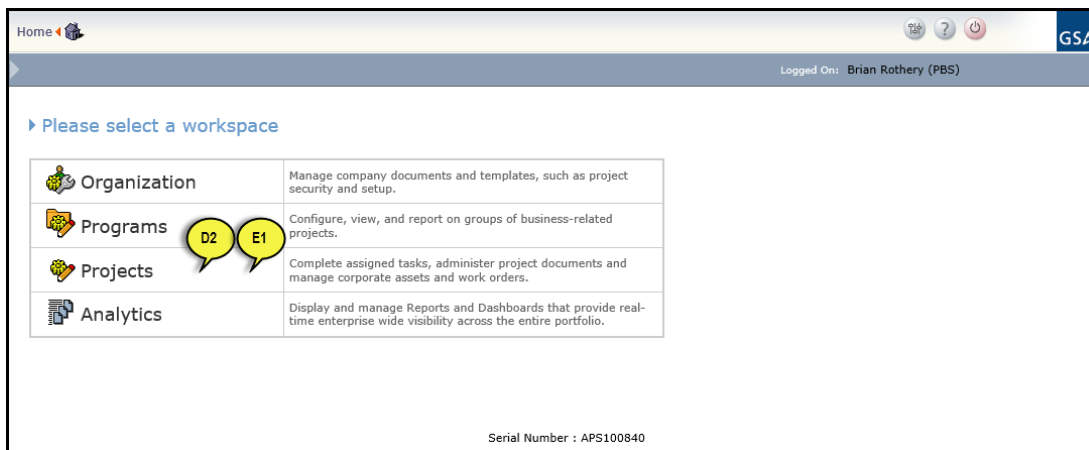 Home
?
GSA
Logged On: Brian Rothery (PBS)
Please select a workspace
Organization
Manage company documents and templates, such as project
security and setup.
Programs
Configure, view, and report on groups of business-related
projects.
D2
E1
Projects
Complete assigned tasks, administer project documents and
manage corporate assets and work orders.
Analytics
Display and manage Reports and Dashboards that provide real-
time enterprise wide visibility across the entire portfolio.
Serial Number : APS100840